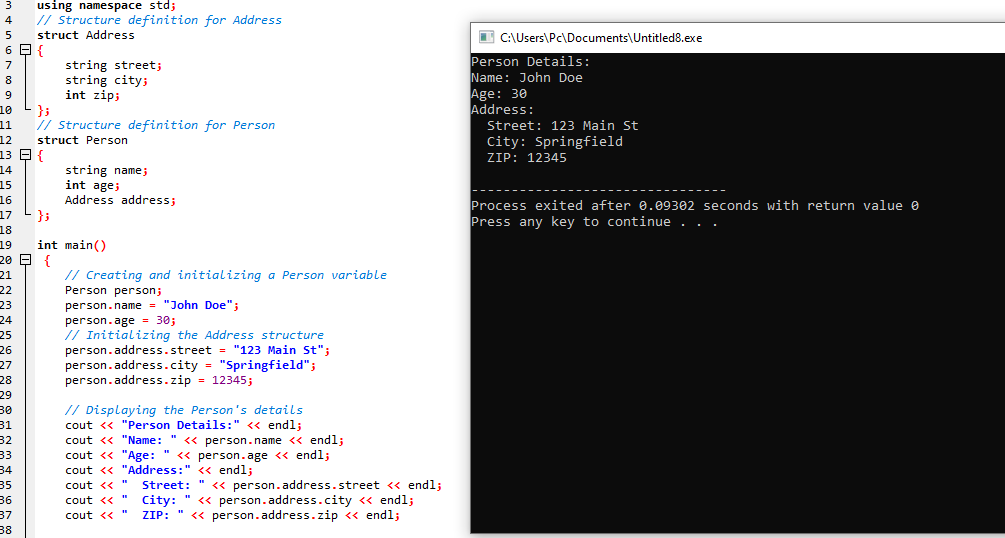 3 using namespace std;
4 // Structure definition for Address
5 struct Address
6 {
7 string street;
8 string city;
9 int zip;
10 };
11 // Structure definition for Person
12 struct Person
13 {
14 string name;
15 int age;
16 Address address;
17 };
18
19 int main()
20 {
21 // Creating and initializing a Person variable
22 Person person;
23 person.name = "John Doe";
24 person.age = 30;
25 // Initializing the Address structure
26 person.address.street = "123 Main St";
27 person.address.city = "Springfield";
28 person.address.zip = 12345;
29
30 // Displaying the Person's details
31 cout << "Person Details:" << endl;
32 cout << "Name: " << person.name << endl;
33 cout << "Age: " << person.age << endl;
34 cout << "Address:" << endl;
35 cout << "  Street: " << person.address.street << endl;
36 cout << "  City: " << person.address.city << endl;
37 cout << "  ZIP: " << person.address.zip << endl;
38
C:\Users\Pc\Documents\Untitled8.exe
Person Details:
Name: John Doe
Age: 30
Address:
  Street: 123 Main St
  City: Springfield
  ZIP: 12345
--------------------------------
Process exited after 0.09302 seconds with return value 0
Press any key to continue . . .